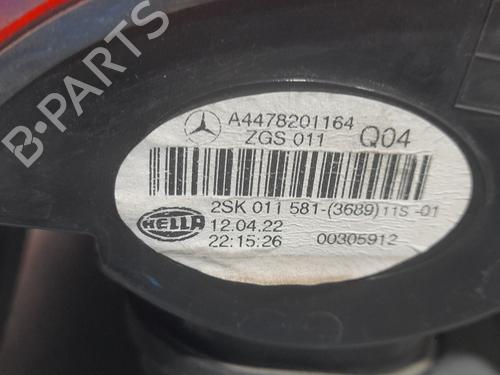 A4478201164
ZGS 011 Q04
2SK 011 581-(3689)11S -01
HELLA 12.04.22
22:15:26 00305912
B-PARTS